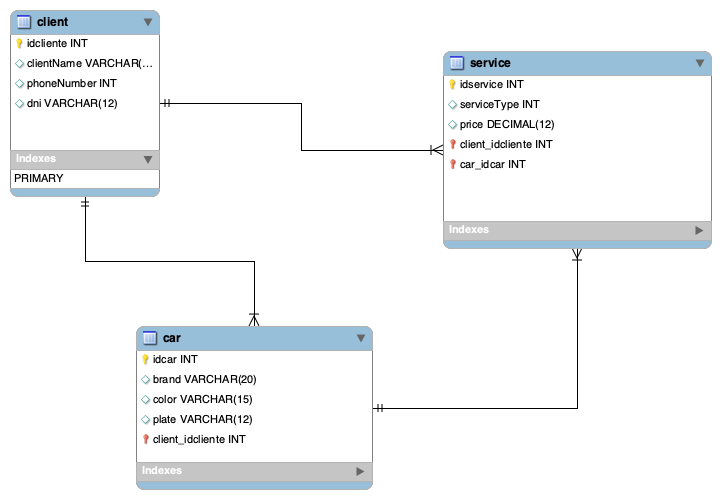 client
idcliente INT
clientName VARCHAR(...
phoneNumber INT
dni VARCHAR(12)
Indexes
PRIMARY
service
idservice INT
serviceType INT
price DECIMAL(12)
client_idcliente INT
car_idcar INT
Indexes
car
idcar INT
brand VARCHAR(20)
color VARCHAR(15)
plate VARCHAR(12)
client_idcliente INT
Indexes